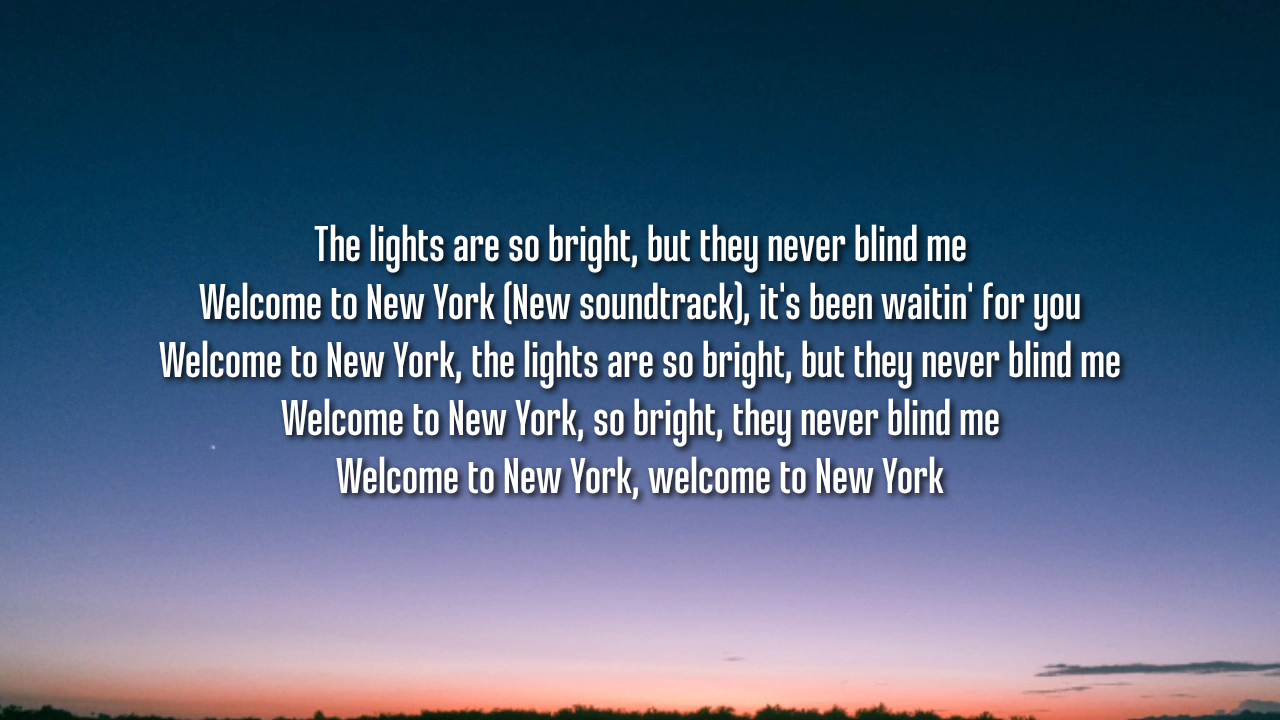 The lights are so bright, but they never blind me
Welcome to New York (New soundtrack), it's been waitin' for you
Welcome to New York, the lights are so bright, but they never blind me
Welcome to New York, so bright, they never blind me
Welcome to New York, welcome to New York